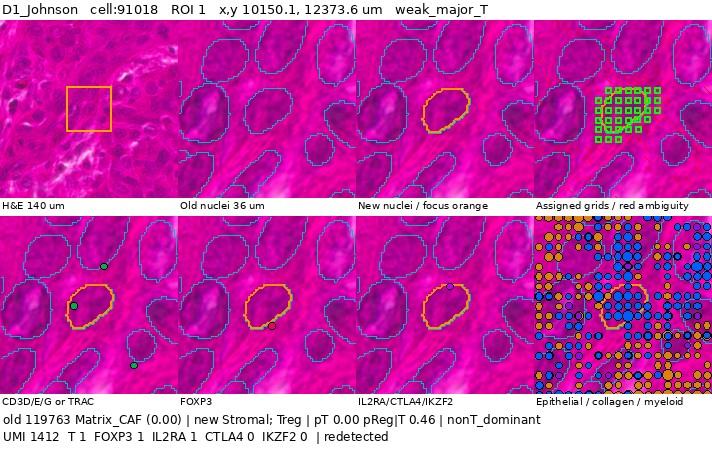 D1_Johnson cell:91018 ROI 1 x,y 10150.1, 12373.6 um weak_major_T
H&E 140 um
Old nuclei 36 um
New nuclei / focus orange
Assigned grids / red ambiguity
CD3D/E/G or TRAC
FOXP3
IL2RA/CTLA4/IKZF2
Epithelial / collagen / myeloid
old 119763 Matrix_CAF (0.00) | new Stromal; Treg | pT 0.00 pReg|T 0.46 | nonT_dominant
UMI 1412 T 1 FOXP3 1 IL2RA 1 CTLA4 0 IKZF2 0 | redetected